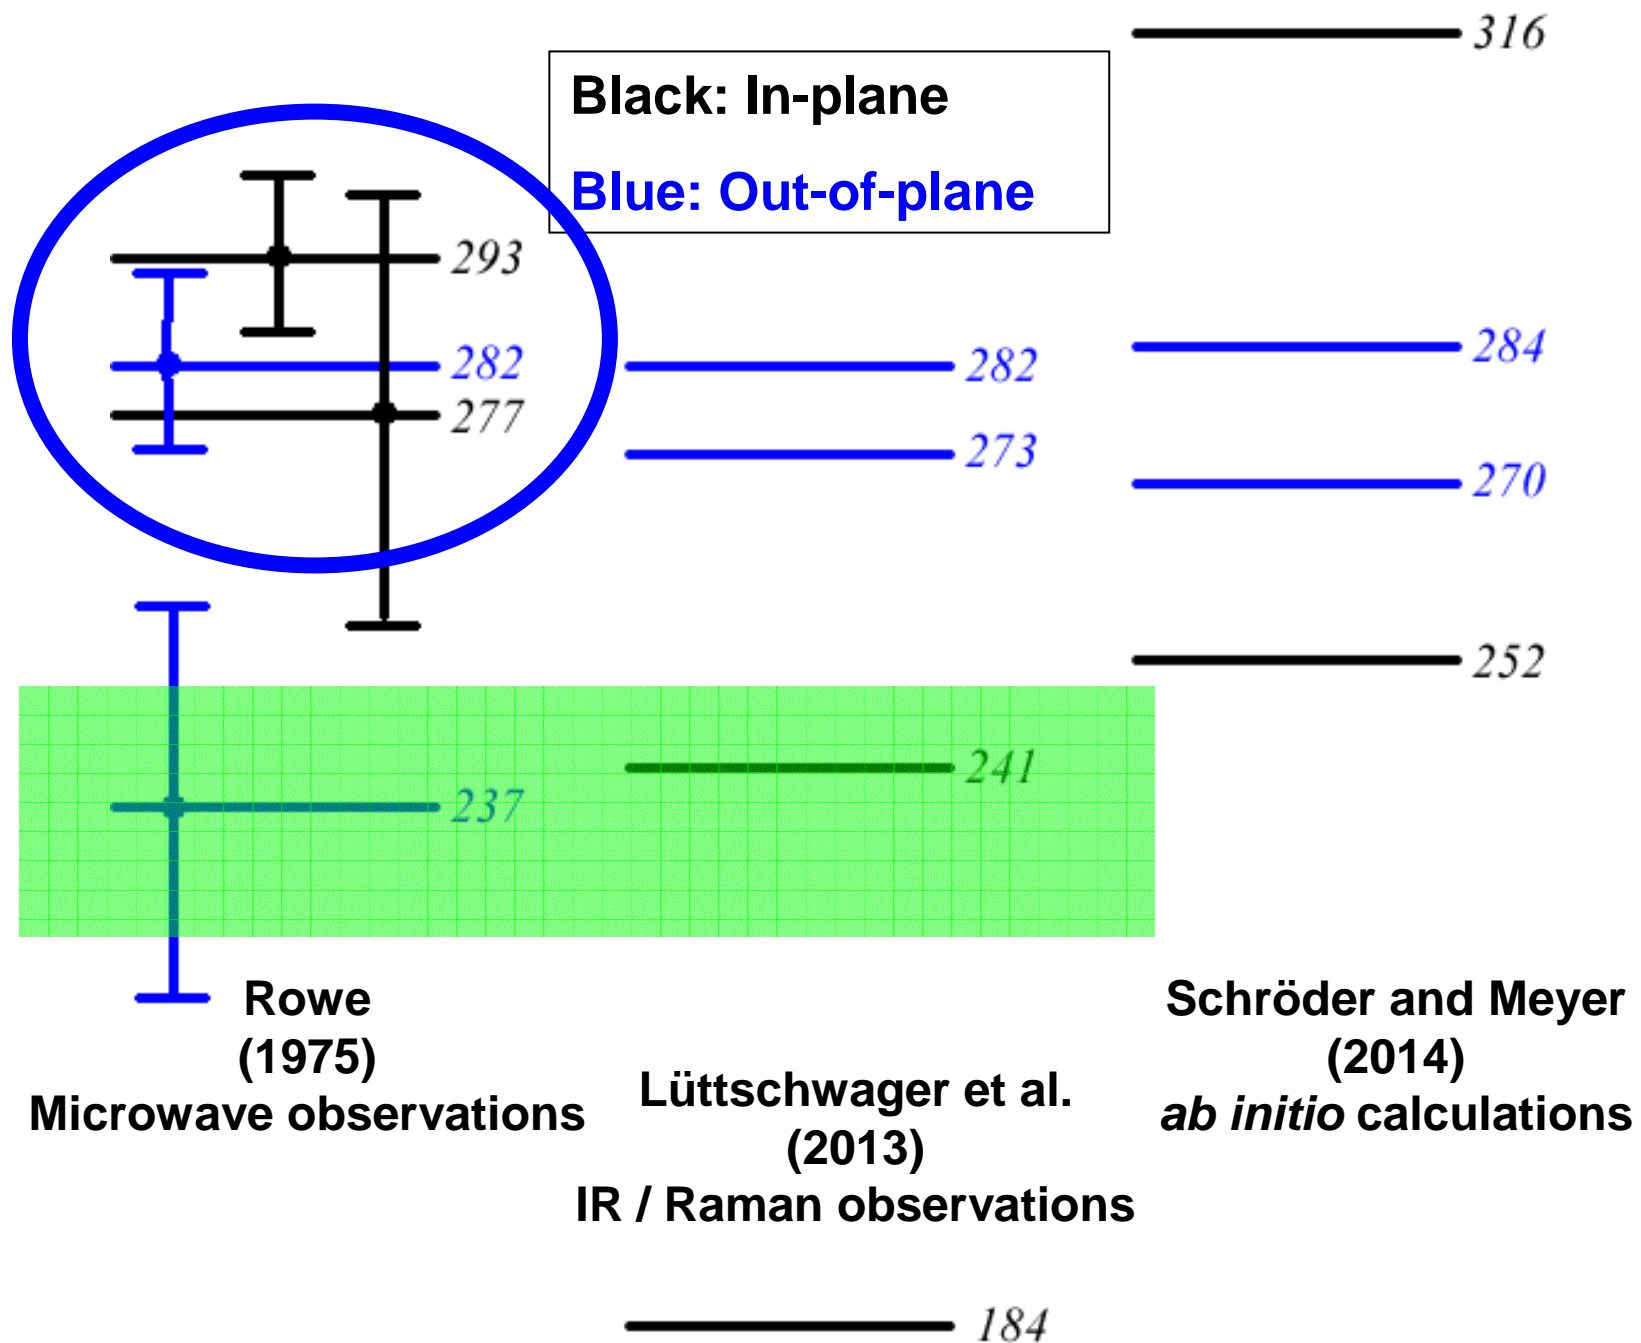 316
Black: In-plane
Blue: Out-of-plane
293
282
277
282
273
284
270
252
241
237
Rowe
(1975)
Microwave observations
Lüttschwager et al.
(2013)
IR / Raman observations
Schröder and Meyer
(2014)
ab initio calculations
184